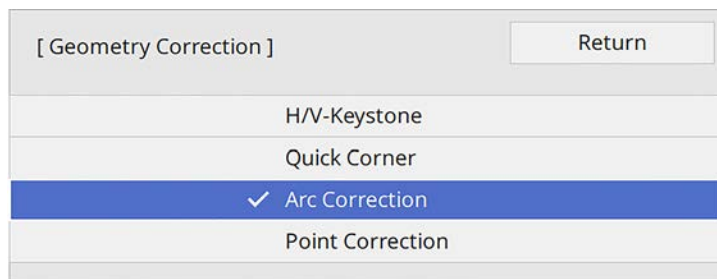 [ Geometry Correction ]
Return
H/V-Keystone
Quick Corner
Arc Correction
Point Correction